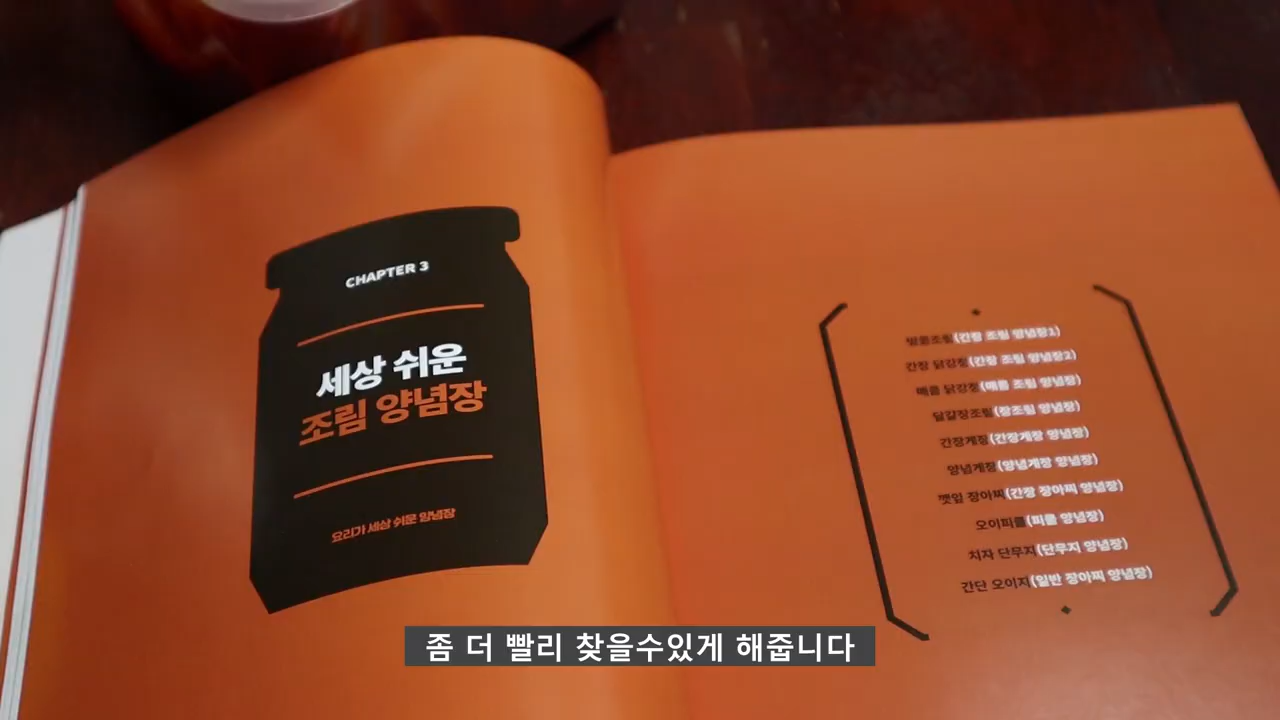 CHAPTER 3
세상 쉬운
조림 양념장
요리가 세상 쉬운 양념장
땅콩조림(간장 조림 양념장1)
간장 닭강정(간장 조림 양념장2)
매콤 닭강정(매콤 조림 양념장)
달걀장조림(장조림 양념장)
간장게장(간장게장 양념장)
양념게장(양념게장 양념장)
깻잎 장아찌(간장 장아찌 양념장)
오이피클(피클 양념장)
치자 단무지(단무지 양념장)
간단 오이지(일반 장아찌 양념장)
좀 더 빨리 찾을수있게 해줍니다